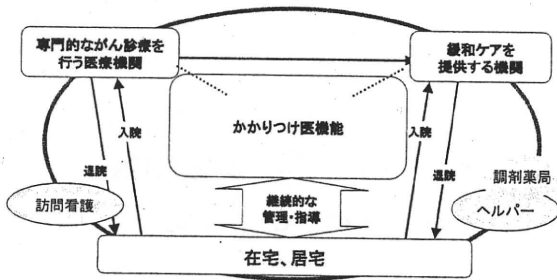 専門的ながん診療を
行う医療機関
緩和ケアを
提供する機関
かかりつけ医機能
入院
退院
入院
退院
訪問看護
継続的な
管理・指導
調剤薬局
ヘルパー
在宅、居宅